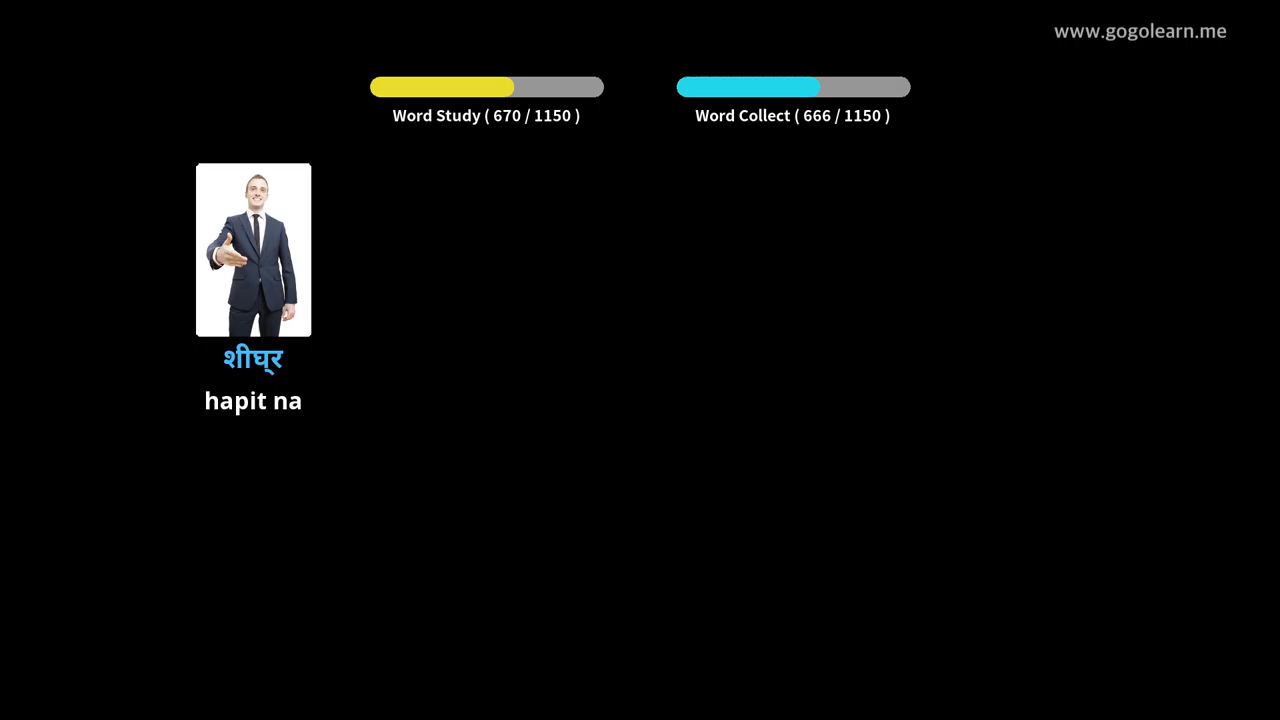 www.gogolearn.me
Word Study ( 670 / 1150 )
Word Collect ( 666 / 1150 )
शीघ्र
hapit na